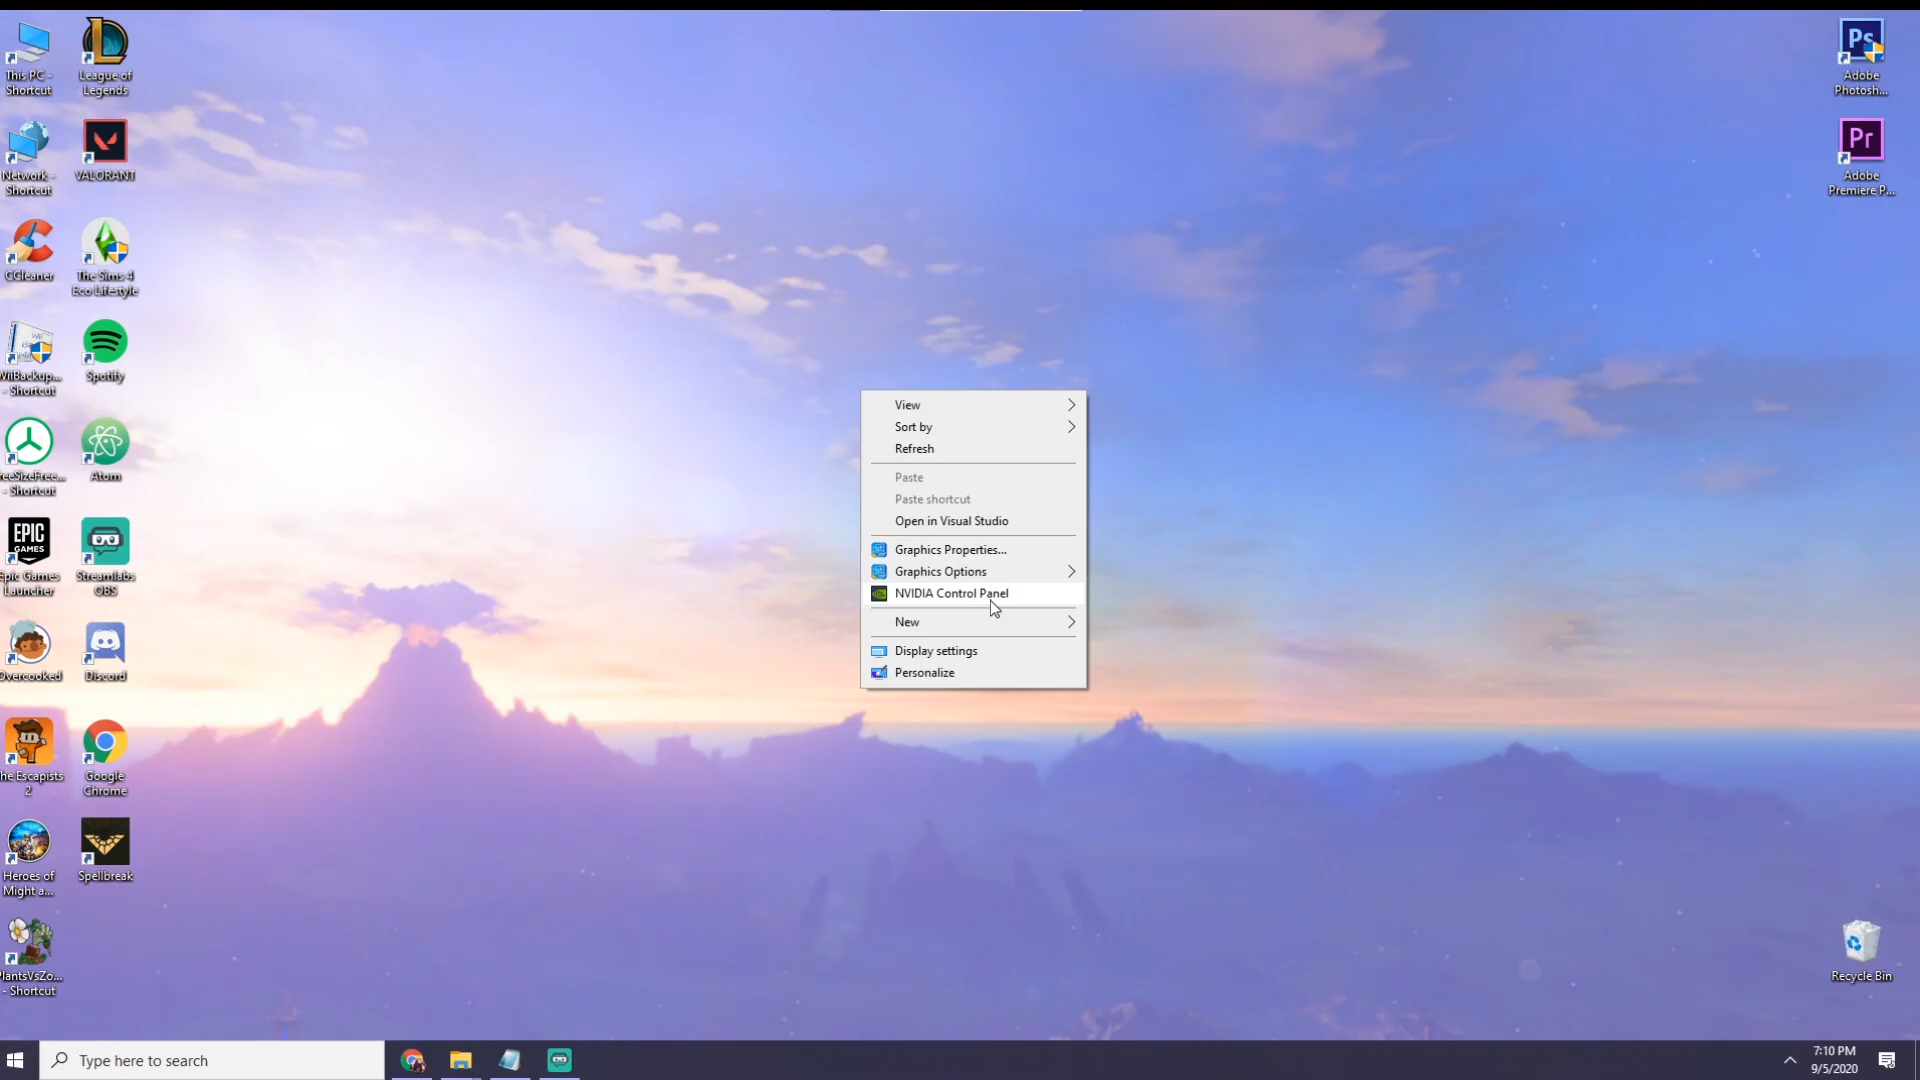 This PC -
Shortcut
League of
Legends
Network -
Shortcut
VALORANT
CCleaner
The Sims 4
Eco Lifestyle
WiiBackup...
- Shortcut
Spotify
eeSizeFree...
- Shortcut
Atom
EPIC
GAMES
Epic Games
Launcher
Streamlabs
OBS
Overcooked
Discord
he Escapists
2
Google
Chrome
Heroes of
Might a...
Spellbreak
PlantsVsZo...
- Shortcut
View
Sort by
Refresh
Paste
Paste shortcut
Open in Visual Studio
Graphics Properties...
Graphics Options
NVIDIA Control Panel
New
Display settings
Personalize
Ps
Adobe
Photosh...
Pr
Adobe
Premiere P...
Recycle Bin
Type here to search
7:10 PM
9/5/2020